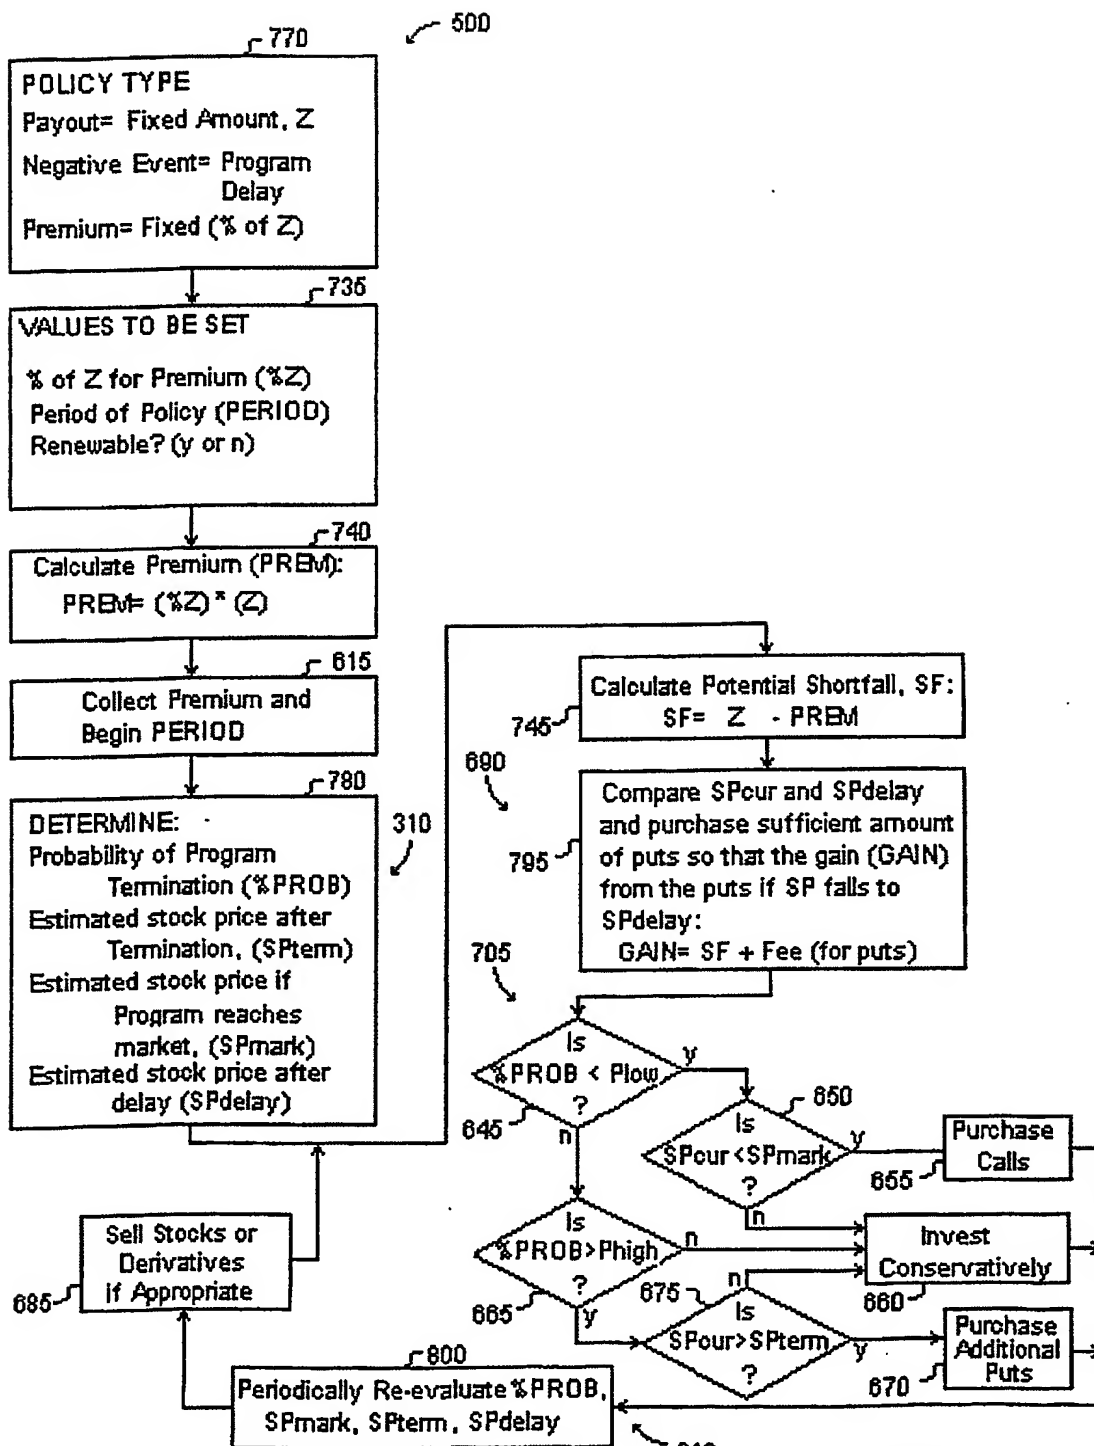 500
770
POLICY TYPE
Payout= Fixed Amount, Z
Negative Event= Program
Delay
Premium= Fixed (% of Z)
735
VALUES TO BE SET
% of Z for Premium (%Z)
Period of Policy (PERIOD)
Renewable? (y or n)
740
Calculate Premium (PREM):
PREM= (%Z) * (Z)
615
Collect Premium and
Begin PERIOD
780
DETERMINE:
Probability of Program
Termination (%PROB)
Estimated stock price after
Termination, (SPterm)
Estimated stock price if
Program reaches
market, (SPmark)
Estimated stock price after
delay (SPdelay)
310
Calculate Potential Shortfall, SF:
SF= Z - PREM
745
690
Compare SPcur and SPdelay
and purchase sufficient amount
of puts so that the gain (GAIN)
from the puts if SP falls to
SPdelay:
GAIN= SF + Fee (for puts)
795
705
Is
%PROB < Plow
?
y
n
645
650
Is
SPcur<SPmark
?
y
n
Purchase
Calls
655
Is
%PROB>Phigh
?
n
y
665
Invest
Conservatively
660
675
n
Is
SPcur>SPterm
?
y
Purchase
Additional
Puts
670
Sell Stocks or
Derivatives
if Appropriate
685
800
Periodically Re-evaluate %PROB,
SPmark, SPterm, SPdelay